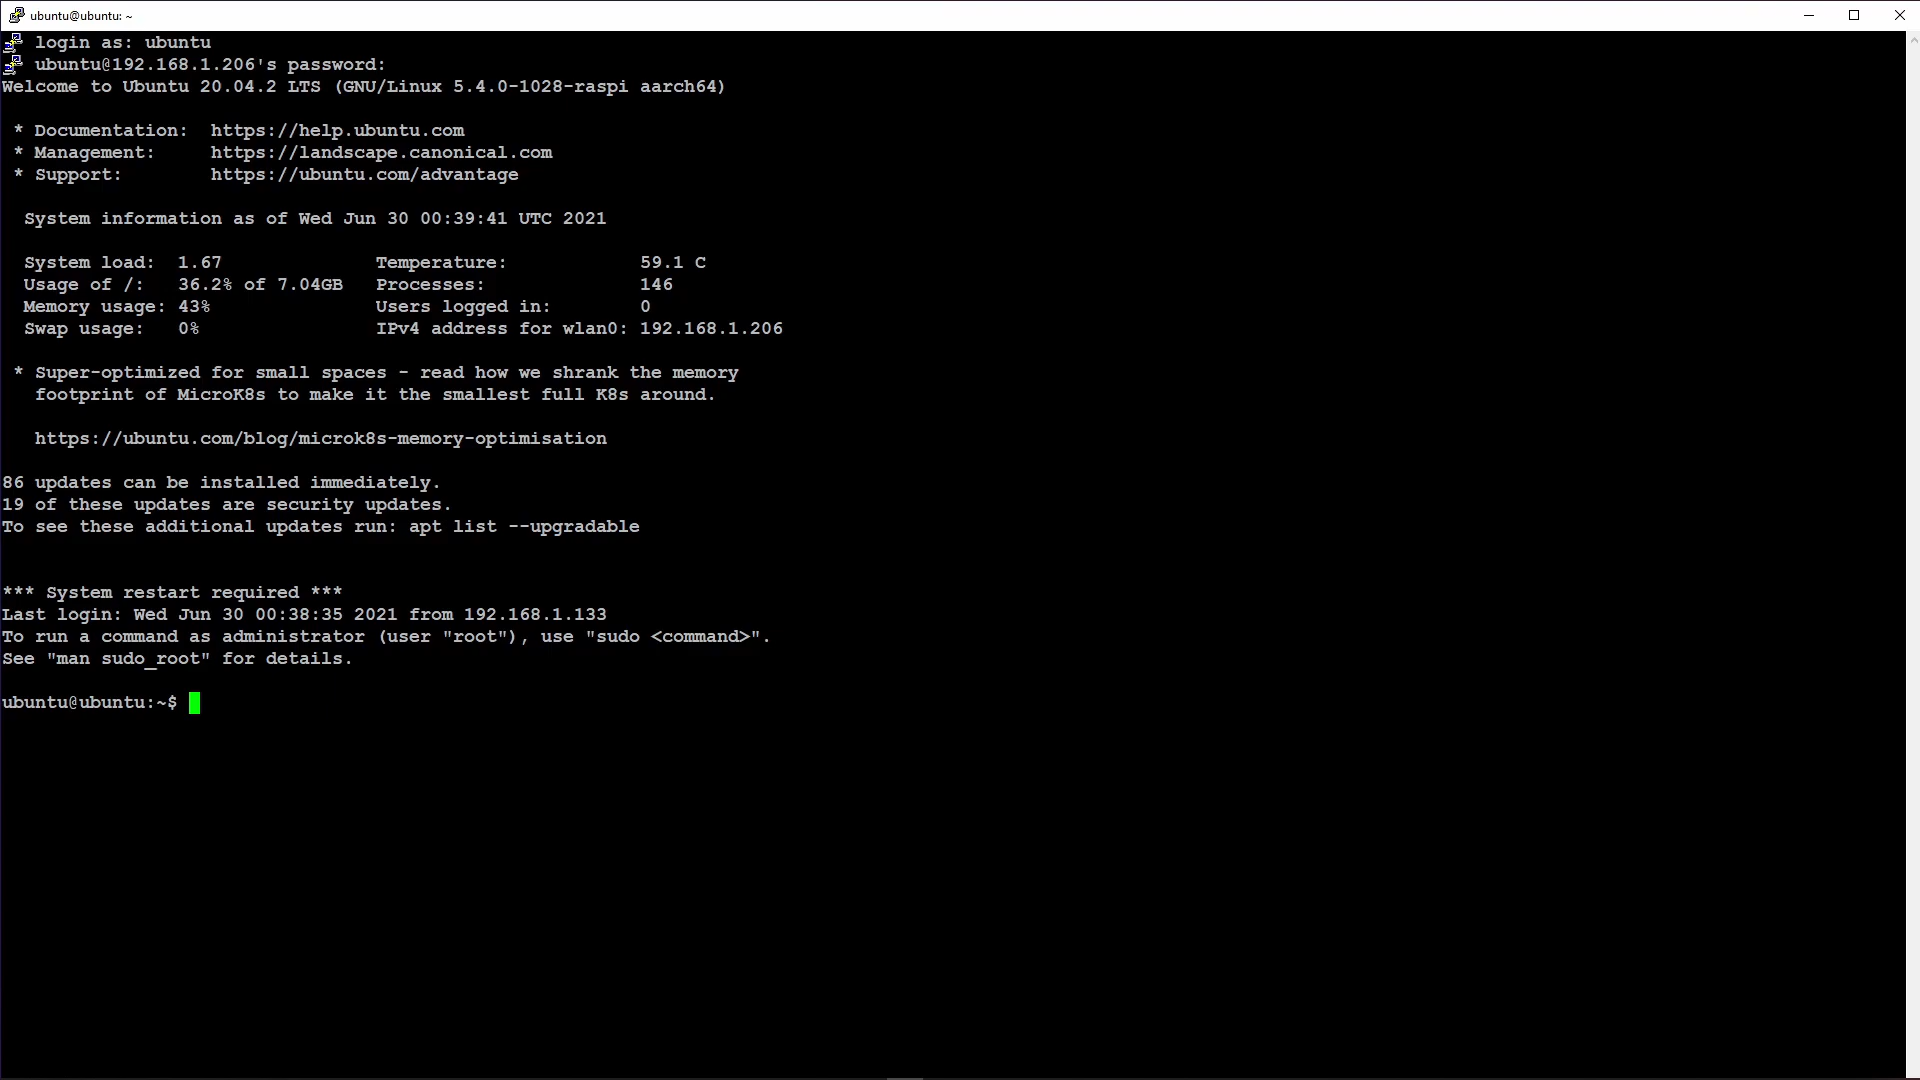 ubuntu@ubuntu: ~
login as: ubuntu
ubuntu@192.168.1.206's password:
Welcome to Ubuntu 20.04.2 LTS (GNU/Linux 5.4.0-1028-raspi aarch64)
* Documentation:  https://help.ubuntu.com
* Management:     https://landscape.canonical.com
* Support:        https://ubuntu.com/advantage
System information as of Wed Jun 30 00:39:41 UTC 2021
System load:  1.67              Temperature:            59.1 C
Usage of /:   36.2% of 7.04GB   Processes:              146
Memory usage: 43%               Users logged in:        0
Swap usage:   0%                IPv4 address for wlan0: 192.168.1.206
* Super-optimized for small spaces - read how we shrank the memory
footprint of MicroK8s to make it the smallest full K8s around.
https://ubuntu.com/blog/microk8s-memory-optimisation
86 updates can be installed immediately.
19 of these updates are security updates.
To see these additional updates run: apt list --upgradable
*** System restart required ***
Last login: Wed Jun 30 00:38:35 2021 from 192.168.1.133
To run a command as administrator (user "root"), use "sudo <command>".
See "man sudo_root" for details.
ubuntu@ubuntu:~$